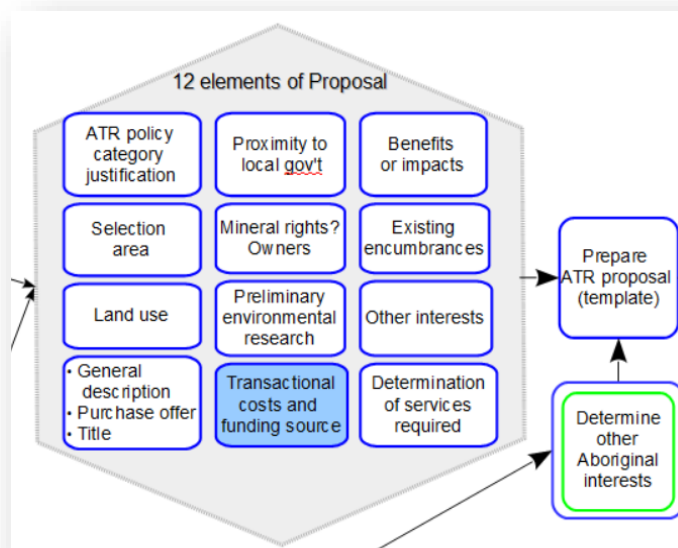 12 elements of Proposal
ATR policy
category
justification
Proximity to
local gov't
Benefits
or impacts
Selection
area
Mineral rights?
Owners
Existing
encumbrances
Land use
Preliminary
environmental
research
Other interests
• General
description
• Purchase offer
• Title
Transactional
costs and
funding source
Determination
of services
required
Prepare
ATR proposal
(template)
Determine
other
Aboriginal
interests